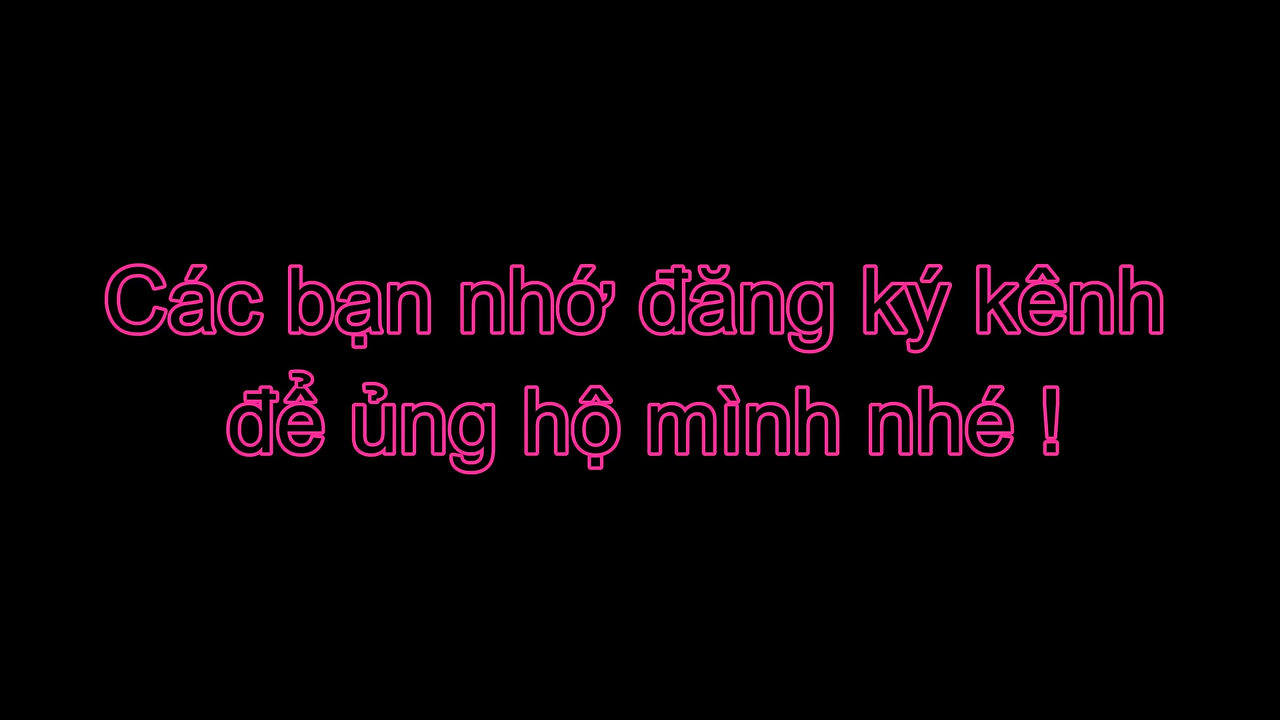 Các bạn nhớ đăng ký kênh
để ủng hộ mình nhé !